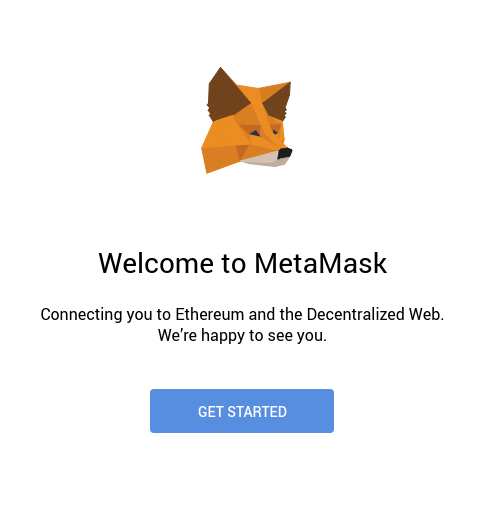 Welcome to MetaMask
Connecting you to Ethereum and the Decentralized Web.
We’re happy to see you.
GET STARTED